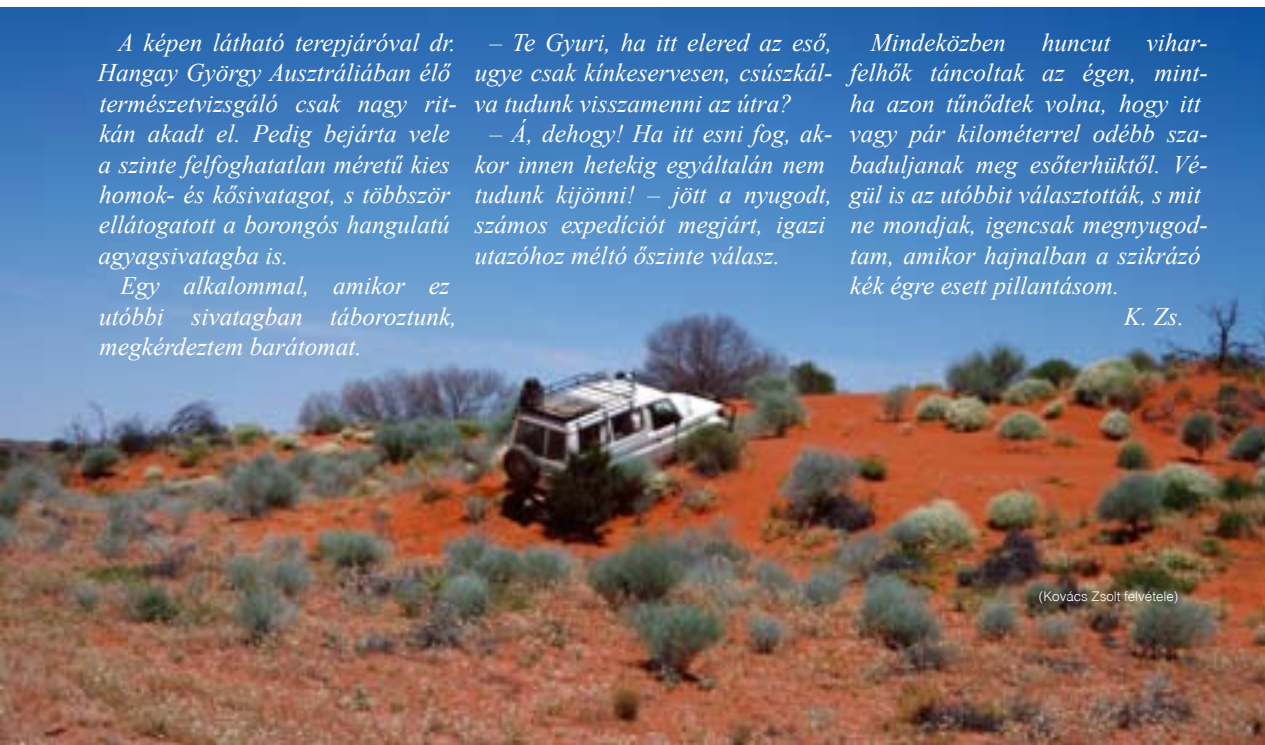 A képen látható terepjáróval dr.
Hangay György Ausztráliában élő
természetvizsgáló csak nagy rit-
kán akadt el. Pedig bejárta vele
a szinte felfoghatatlan méretű kies
homok- és kősivatagot, s többször
ellátogatott a borongós hangulatú
agyagsivatagba is.
Egy alkalommal, amikor ez
utóbbi sivatagban táboroztunk,
megkérdeztem barátomat.
– Te Gyuri, ha itt elered az eső,
ugye csak kínkeservesen, csúszkál-
va tudunk visszamenni az útra?
– Á, dehogy! Ha itt esni fog, ak-
kor innen hetekig egyáltalán nem
tudunk kijönni! – jött a nyugodt,
számos expedíciót megjárt, igazi
utazóhoz méltó őszinte válasz.
Mindeközben huncut vihar-
felhők táncoltak az égen, mint-
ha azon tűnődtek volna, hogy itt
vagy pár kilométerrel odébb sza-
baduljanak meg esőterhüktől. Vé-
gül is az utóbbit választották, s mit
ne mondjak, igencsak megnyugod-
tam, amikor hajnalban a szikrázó
kék égre esett pillantásom.
K. Zs.
(Kovács Zsolt felvétele)